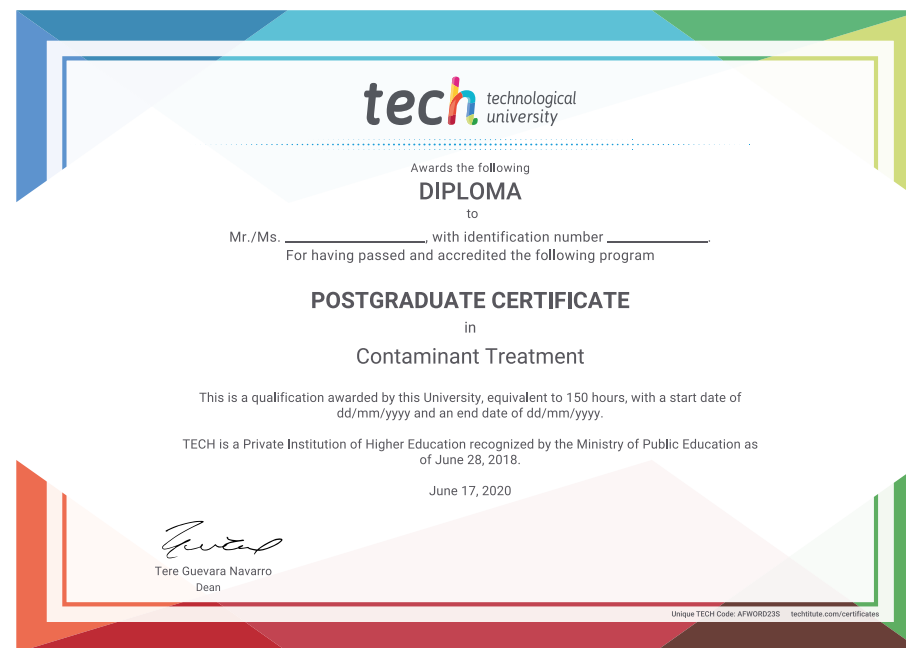 tech technological
university
Awards the following
DIPLOMA
to
Mr./Ms. ____________________, with identification number ______________.
For having passed and accredited the following program
POSTGRADUATE CERTIFICATE
in
Contaminant Treatment
This is a qualification awarded by this University, equivalent to 150 hours, with a start date of
dd/mm/yyyy and an end date of dd/mm/yyyy.
TECH is a Private Institution of Higher Education recognized by the Ministry of Public Education as
of June 28, 2018.
June 17, 2020
Tere Guevara Navarro
Dean
Unique TECH Code: AFWORD23S techtitute.com/certificates